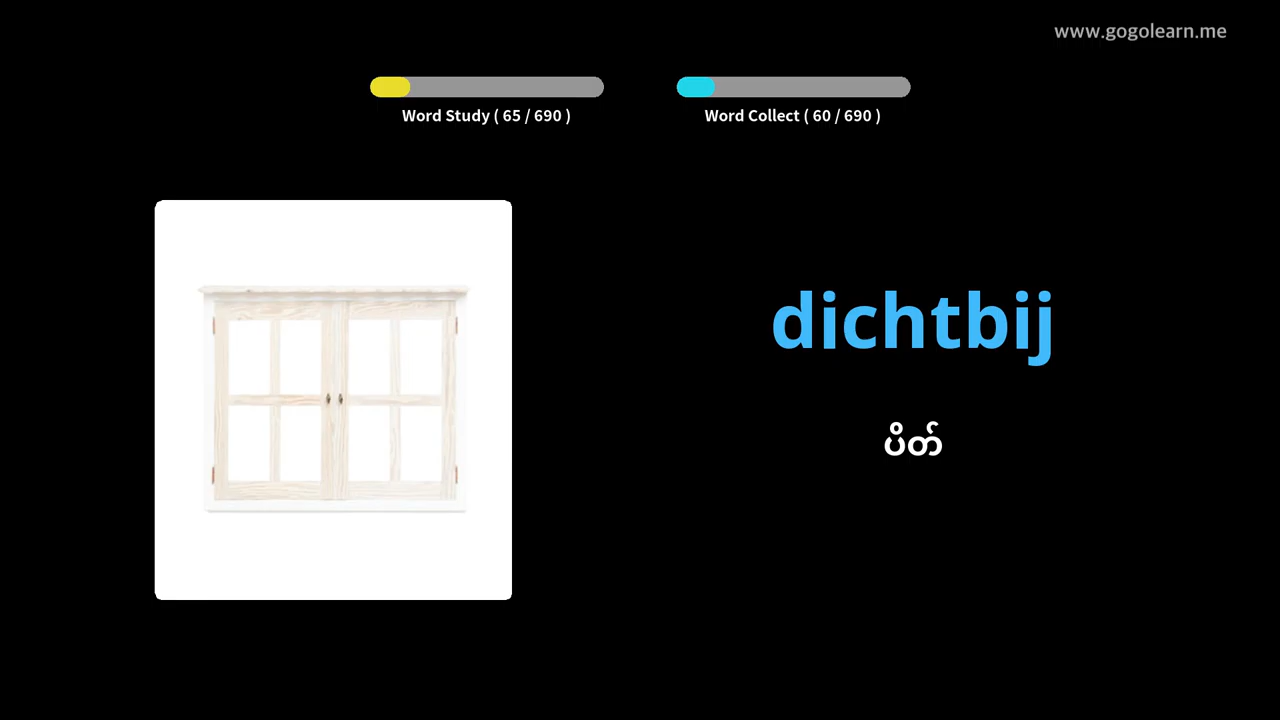 www.gogolearn.me
Word Study ( 65 / 690 )
Word Collect ( 60 / 690 )
dichtbij
ပိတ်